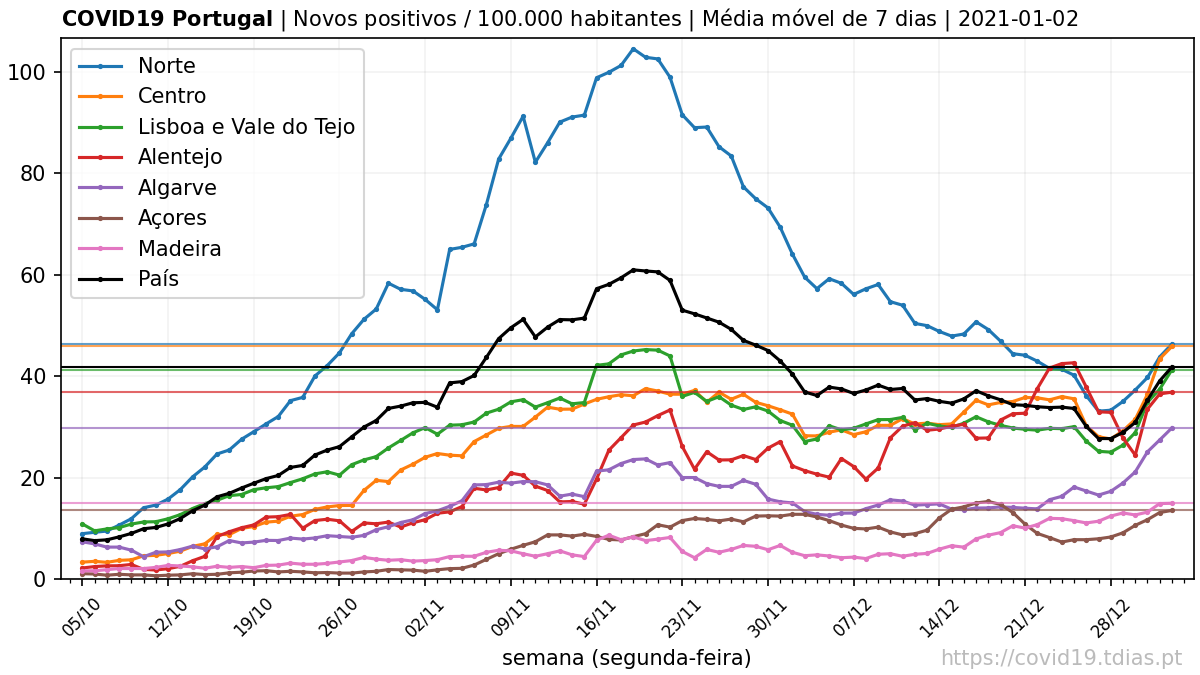 COVID19 Portugal | Novos positivos / 100.000 habitantes | Média móvel de 7 dias | 2021-01-02
Norte
Centro
Lisboa e Vale do Tejo
Alentejo
Algarve
Açores
Madeira
País
100
80
60
40
20
0
05/10 12/10 19/10 26/10 02/11 09/11 16/11 23/11 30/11 07/12 14/12 21/12 28/12
semana (segunda-feira)
https://covid19.tdias.pt